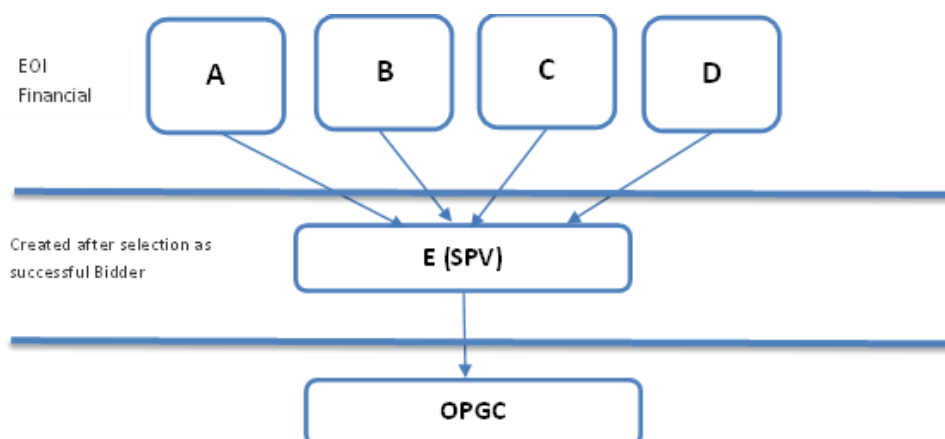 EOI
Financial
A
B
C
D
Created after selection as
successful Bidder
E (SPV)
OPGC